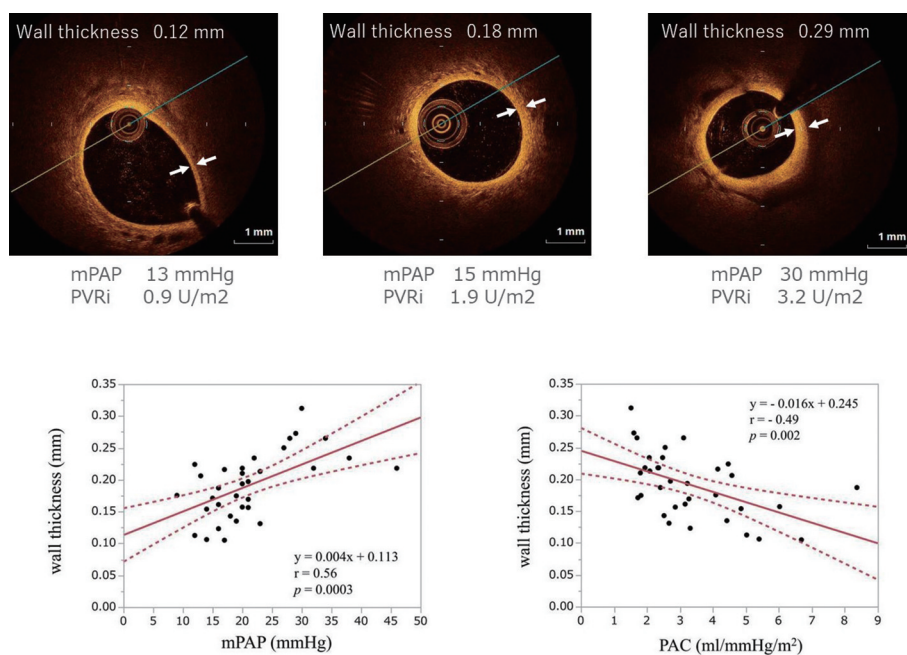 Wall thickness 0.12 mm
Wall thickness 0.18 mm
Wall thickness 0.29 mm
1 mm
1 mm
1 mm
mPAP 13 mmHg
PVRi 0.9 U/m2
mPAP 15 mmHg
PVRi 1.9 U/m2
mPAP 30 mmHg
PVRi 3.2 U/m2
wall thickness (mm)
0.35
0.30
0.25
0.20
0.15
0.10
0.05
0.00
y = 0.004x + 0.113
r = 0.56
p = 0.0003
0 10 20 30 40 50
mPAP (mmHg)
wall thickness (mm)
0.35
0.30
0.25
0.20
0.15
0.10
0.05
0.00
y = - 0.016x + 0.245
r = - 0.49
p = 0.002
0 1 2 3 4 5 6 7 8 9
PAC (ml/mmHg/m²)